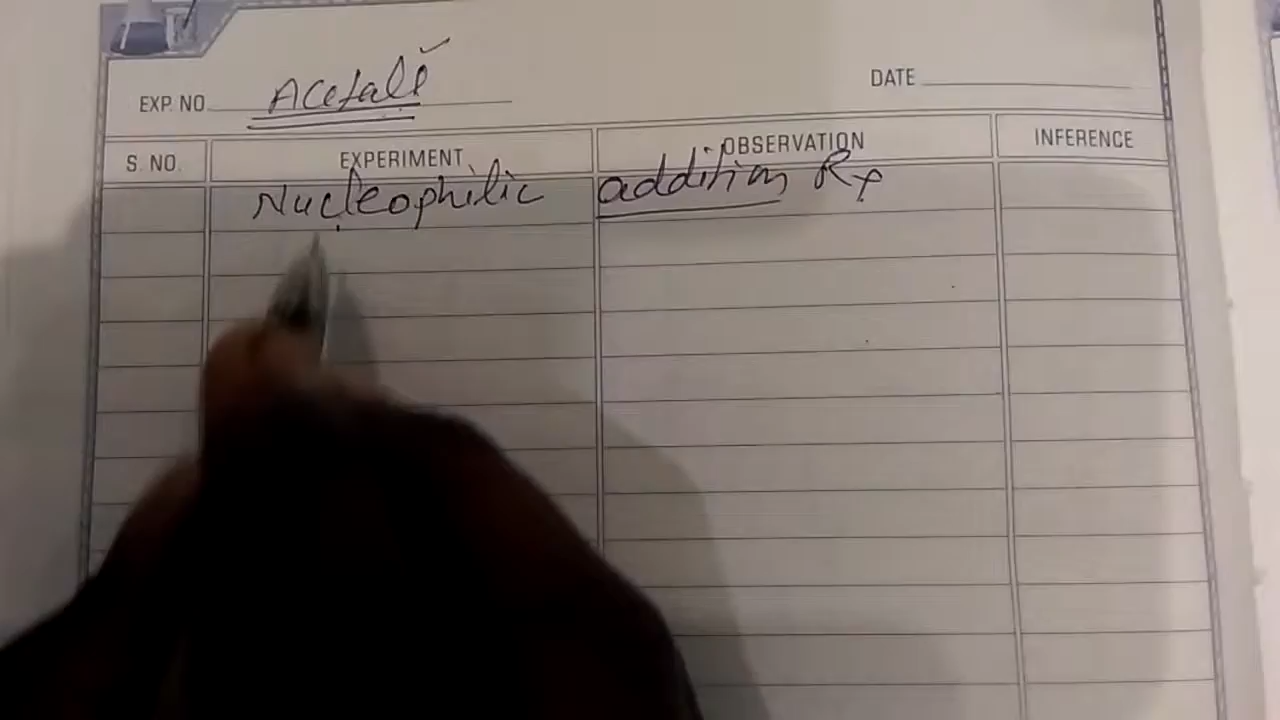 EXP. NO. Acetal DATE
S. NO. EXPERIMENT OBSERVATION INFERENCE
Nucleophilic addition Rx